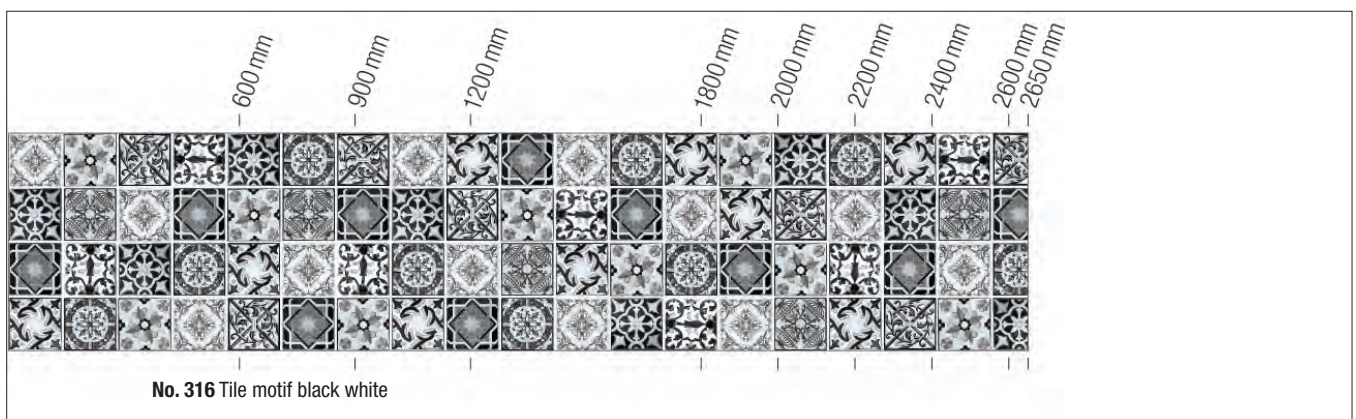 600 mm
900 mm
1200 mm
1800 mm
2000 mm
2200 mm
2400 mm
2600 mm
2650 mm
No. 316 Tile motif black white